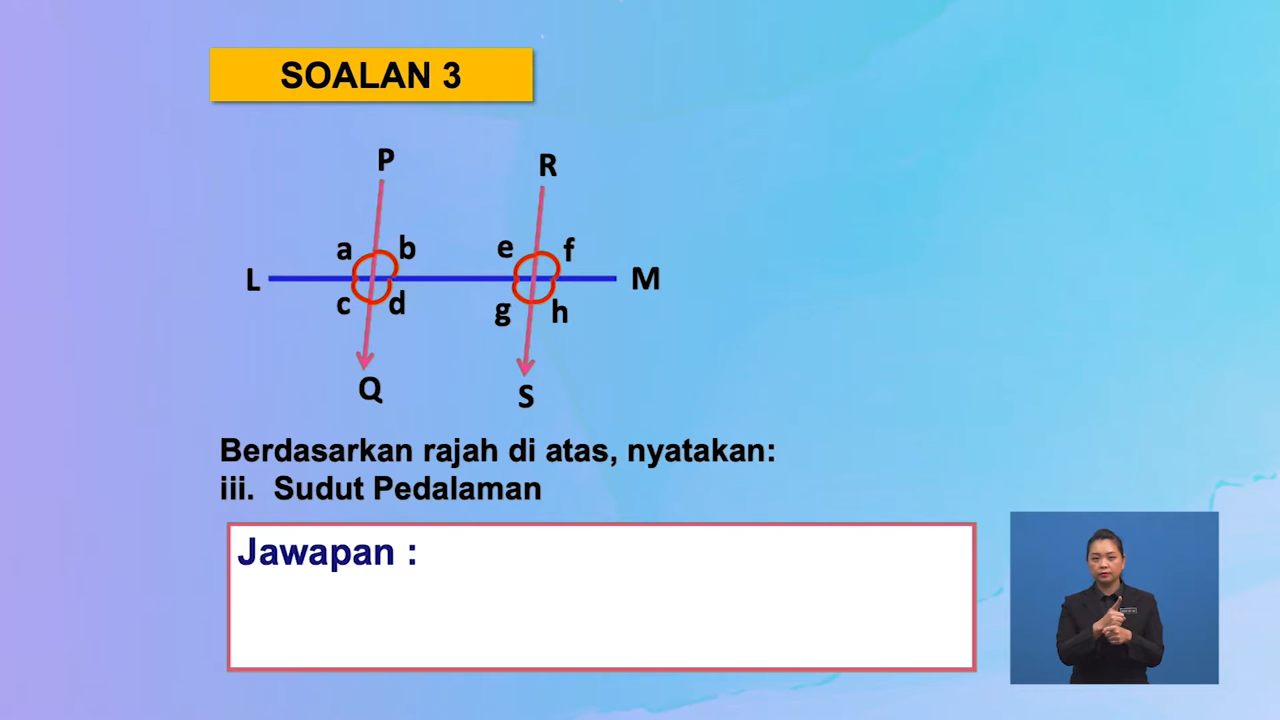 SOALAN 3
P R
a b e f
L M
c d g h
Q S
Berdasarkan rajah di atas, nyatakan:
iii. Sudut Pedalaman
Jawapan :